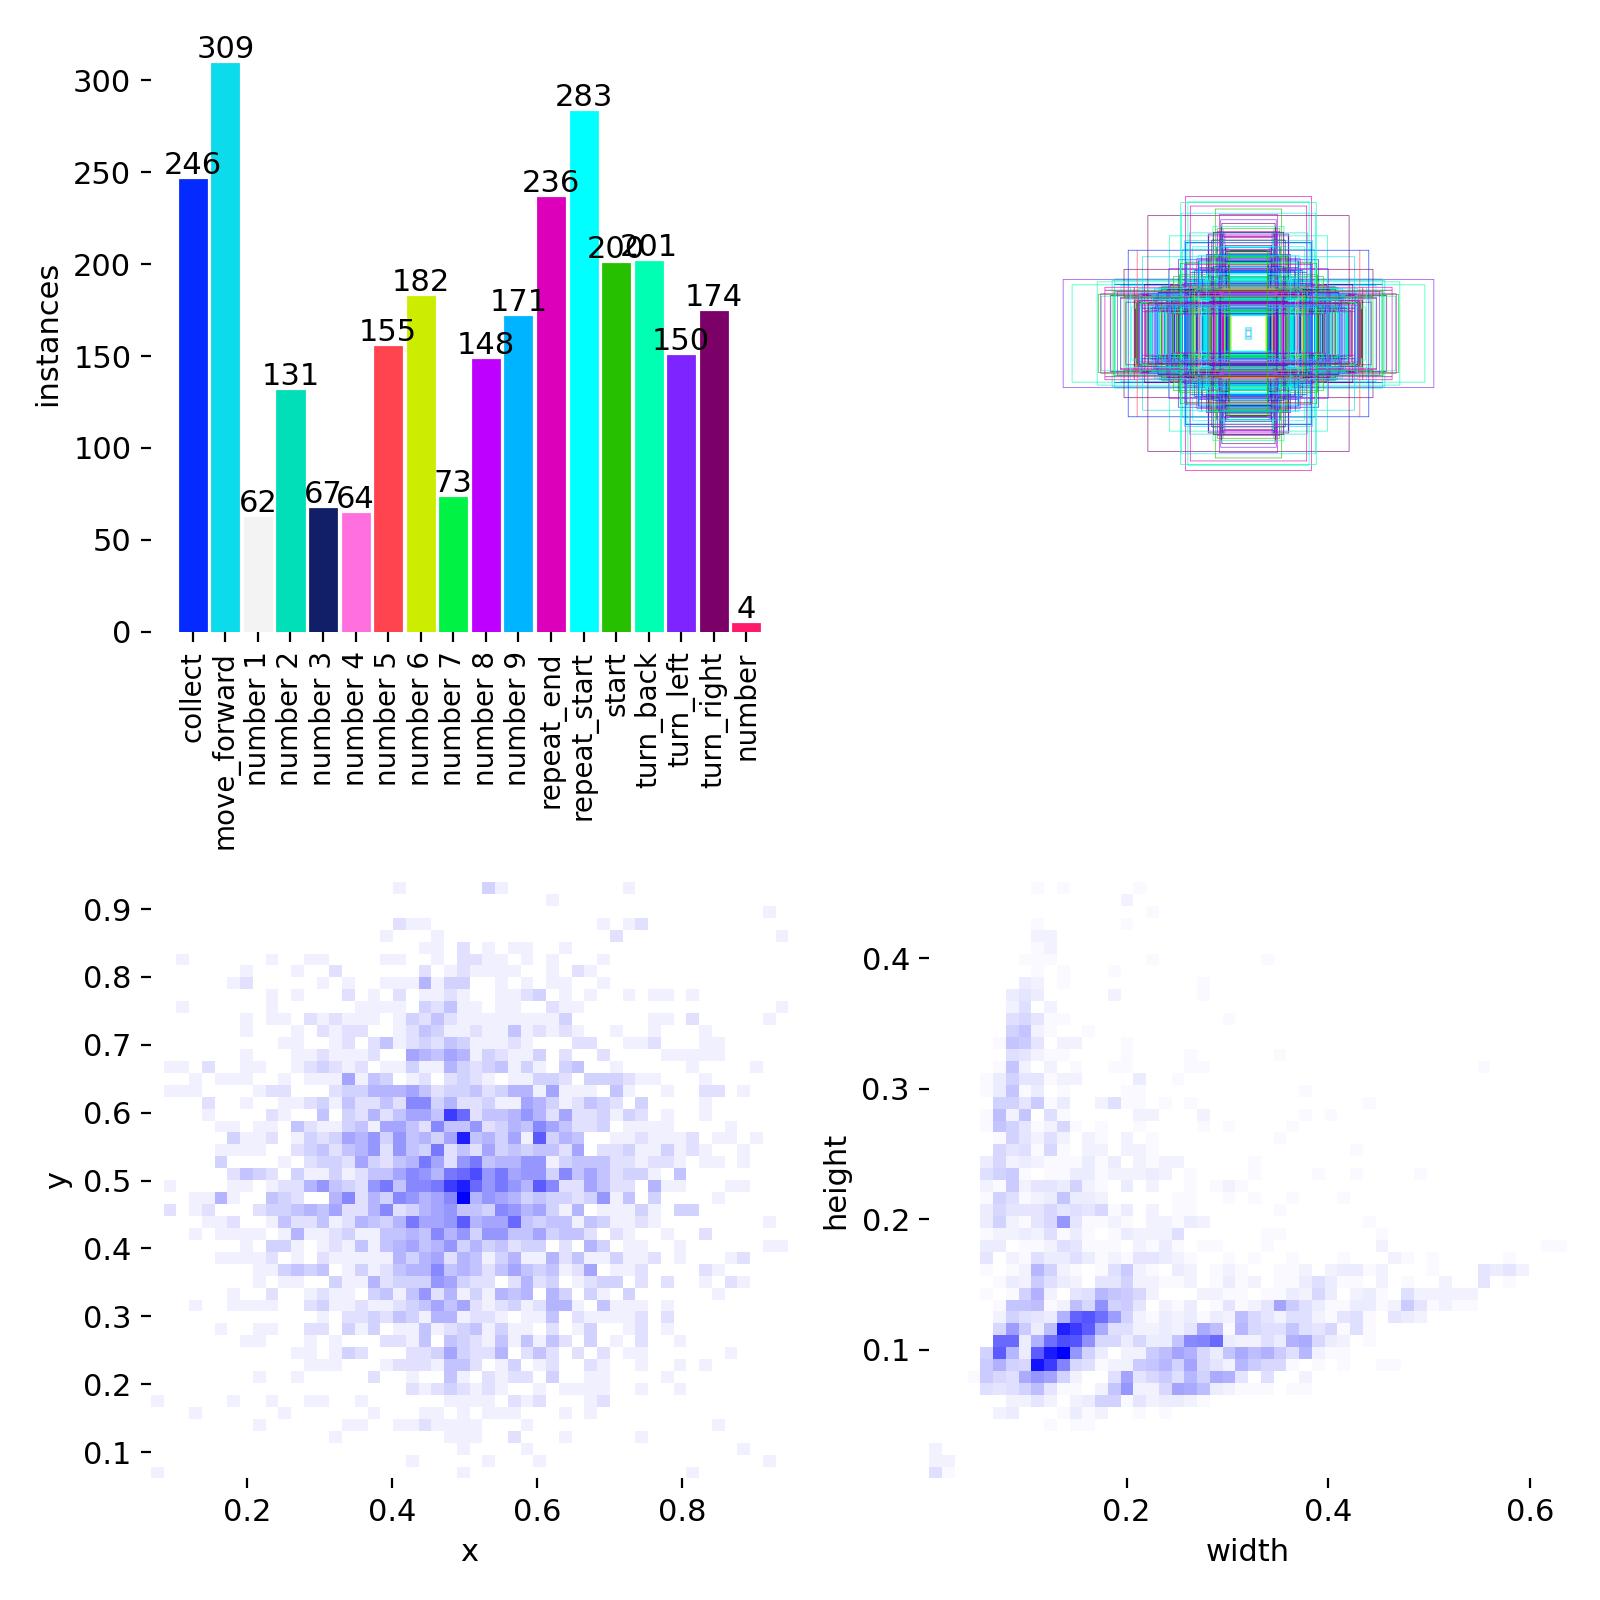 309
300
283
250
246
236
200
200
201
182
171
174
155
150
148
150
131
100
73
62
67
64
50
4
0
instances
collect
move_forward
number 1
number 2
number 3
number 4
number 5
number 6
number 7
number 8
number 9
repeat_end
repeat_start
start
turn_back
turn_left
turn_right
number
0.9
0.8
0.7
0.6
0.5
0.4
0.3
0.2
0.1
y
0.2 0.4 0.6 0.8
x
0.4
0.3
0.2
0.1
height
0.2 0.4 0.6
width